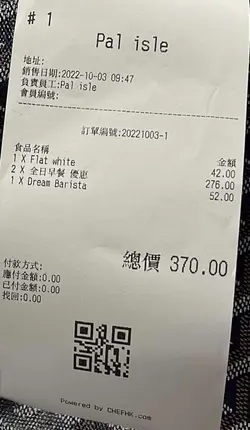 # 1
Pal isle
地址:
銷售日期:2022-10-03 09:47
負責員工:Pal isle
會員編號:
訂單編號:20221003-1
食品名稱 金額
1 X Flat white 42.00
2 X 全日早餐 優惠 276.00
1 X Dream Barista 52.00
總價 370.00
付款方式:
應付金額:0.00
已付金額:0.00
找回:0.00
Powered by CHEFHK.com